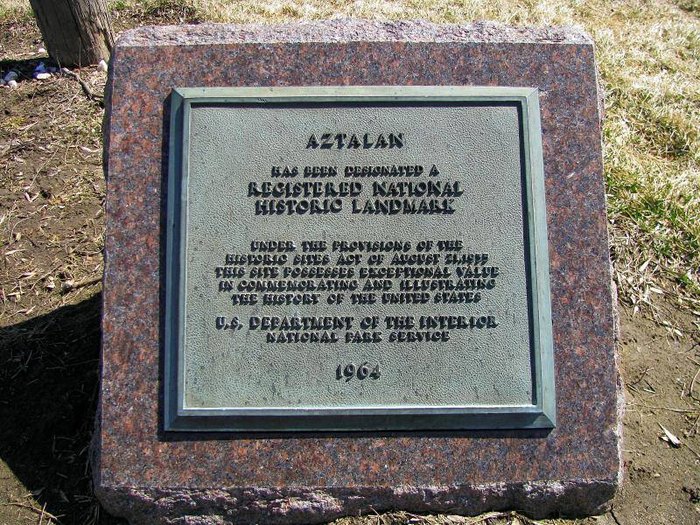 AZTALAN
HAS BEEN DESIGNATED A
REGISTERED NATIONAL
HISTORIC LANDMARK
UNDER THE PROVISIONS OF THE
HISTORIC SITES ACT OF AUGUST 21,1935
THIS SITE POSSESSES EXCEPTIONAL VALUE
IN COMMEMORATING AND ILLUSTRATING
THE HISTORY OF THE UNITED STATES
U.S. DEPARTMENT OF THE INTERIOR
NATIONAL PARK SERVICE
1964